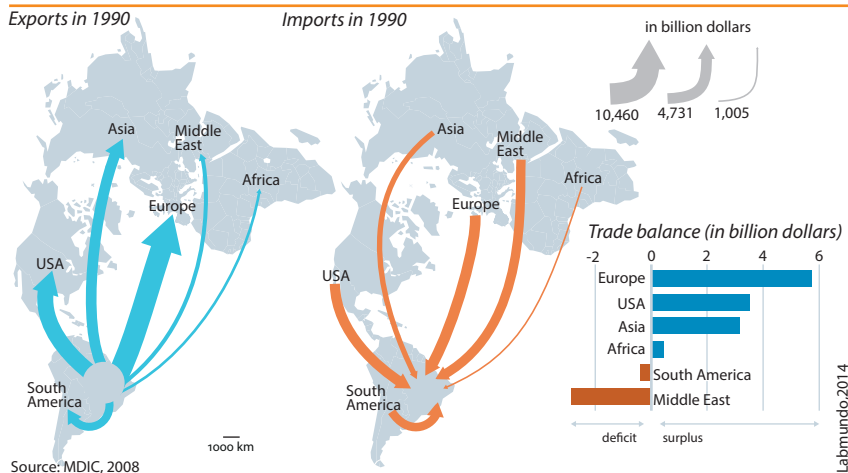 Exports in 1990
Imports in 1990
in billion dollars
10,460
4,731
1,005
Asia
Middle
East
Africa
Europe
USA
South
America
Asia
Middle
East
Africa
Europe
USA
South
America
Trade balance (in billion dollars)
-2 0 2 4 6
Europe
USA
Asia
Africa
South America
Middle East
deficit surplus
1000 km
Source: MDIC, 2008
Labmundo,2014